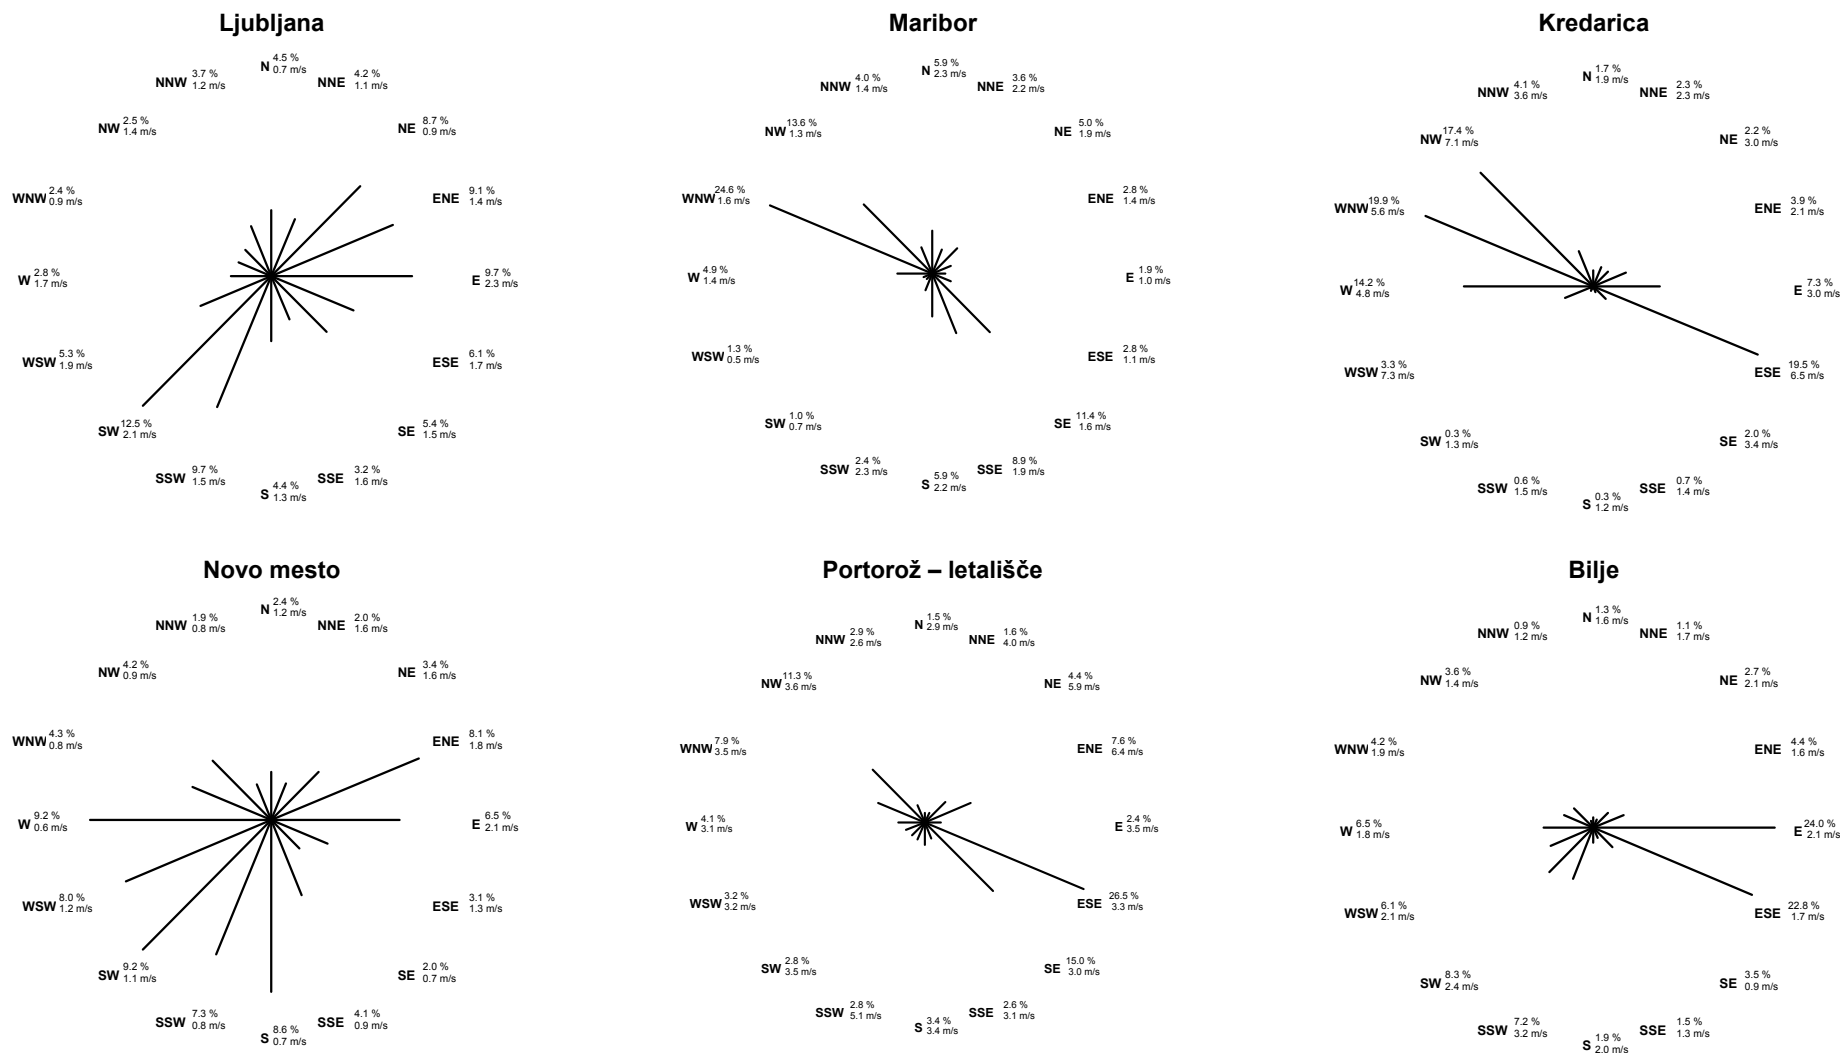 Ljubljana
N 4.5 %
0.7 m/s
NNE 4.2 %
1.1 m/s
NE 8.7 %
0.9 m/s
ENE 9.1 %
1.4 m/s
E 9.7 %
2.3 m/s
ESE 6.1 %
1.7 m/s
SE 5.4 %
1.5 m/s
SSE 3.2 %
1.6 m/s
S 4.4 %
1.3 m/s
SSW 9.7 %
1.5 m/s
SW 12.5 %
2.1 m/s
WSW 5.3 %
1.9 m/s
W 2.8 %
1.7 m/s
WNW 2.4 %
0.9 m/s
NW 2.5 %
1.4 m/s
NNW 3.7 %
1.2 m/s
Maribor
N 5.9 %
2.3 m/s
NNE 3.6 %
2.2 m/s
NE 5.0 %
1.9 m/s
ENE 2.8 %
1.4 m/s
E 1.9 %
1.0 m/s
ESE 2.8 %
1.1 m/s
SE 11.4 %
1.6 m/s
SSE 8.9 %
1.9 m/s
S 5.9 %
2.2 m/s
SSW 2.4 %
2.3 m/s
SW 1.0 %
0.7 m/s
WSW 1.3 %
0.5 m/s
W 4.9 %
1.4 m/s
WNW 24.6 %
1.6 m/s
NW 13.6 %
1.3 m/s
NNW 4.0 %
1.4 m/s
Kredarica
N 1.7 %
1.9 m/s
NNE 2.3 %
2.3 m/s
NE 2.2 %
3.0 m/s
ENE 3.9 %
2.1 m/s
E 7.3 %
3.0 m/s
ESE 19.5 %
6.5 m/s
SE 2.0 %
3.4 m/s
SSE 0.7 %
1.4 m/s
S 0.3 %
1.2 m/s
SSW 0.6 %
1.5 m/s
SW 0.3 %
1.3 m/s
WSW 3.3 %
7.3 m/s
W 14.2 %
4.8 m/s
WNW 19.9 %
5.6 m/s
NW 17.4 %
7.1 m/s
NNW 4.1 %
3.6 m/s
Novo mesto
N 2.4 %
1.2 m/s
NNE 2.0 %
1.6 m/s
NE 3.4 %
1.6 m/s
ENE 8.1 %
1.8 m/s
E 6.5 %
2.1 m/s
ESE 3.1 %
1.3 m/s
SE 2.0 %
0.7 m/s
SSE 4.1 %
0.9 m/s
S 8.6 %
0.7 m/s
SSW 7.3 %
0.8 m/s
SW 9.2 %
1.1 m/s
WSW 8.0 %
1.2 m/s
W 9.2 %
0.6 m/s
WNW 4.3 %
0.8 m/s
NW 4.2 %
0.9 m/s
NNW 1.9 %
0.8 m/s
Portorož – letališče
N 1.5 %
2.9 m/s
NNE 1.6 %
4.0 m/s
NE 4.4 %
5.9 m/s
ENE 7.6 %
6.4 m/s
E 2.4 %
3.5 m/s
ESE 26.5 %
3.3 m/s
SE 15.0 %
3.0 m/s
SSE 2.6 %
3.1 m/s
S 3.4 %
3.4 m/s
SSW 2.8 %
5.1 m/s
SW 2.8 %
3.5 m/s
WSW 3.2 %
3.2 m/s
W 4.1 %
3.1 m/s
WNW 7.9 %
3.5 m/s
NW 11.3 %
3.6 m/s
NNW 2.9 %
2.6 m/s
Bilje
N 1.3 %
1.6 m/s
NNE 1.1 %
1.7 m/s
NE 2.7 %
2.1 m/s
ENE 4.4 %
1.6 m/s
E 24.0 %
2.1 m/s
ESE 22.8 %
1.7 m/s
SE 3.5 %
0.9 m/s
SSE 1.5 %
1.3 m/s
S 1.9 %
2.0 m/s
SSW 7.2 %
3.2 m/s
SW 8.3 %
2.4 m/s
WSW 6.1 %
2.1 m/s
W 6.5 %
1.8 m/s
WNW 4.2 %
1.9 m/s
NW 3.6 %
1.4 m/s
NNW 0.9 %
1.2 m/s